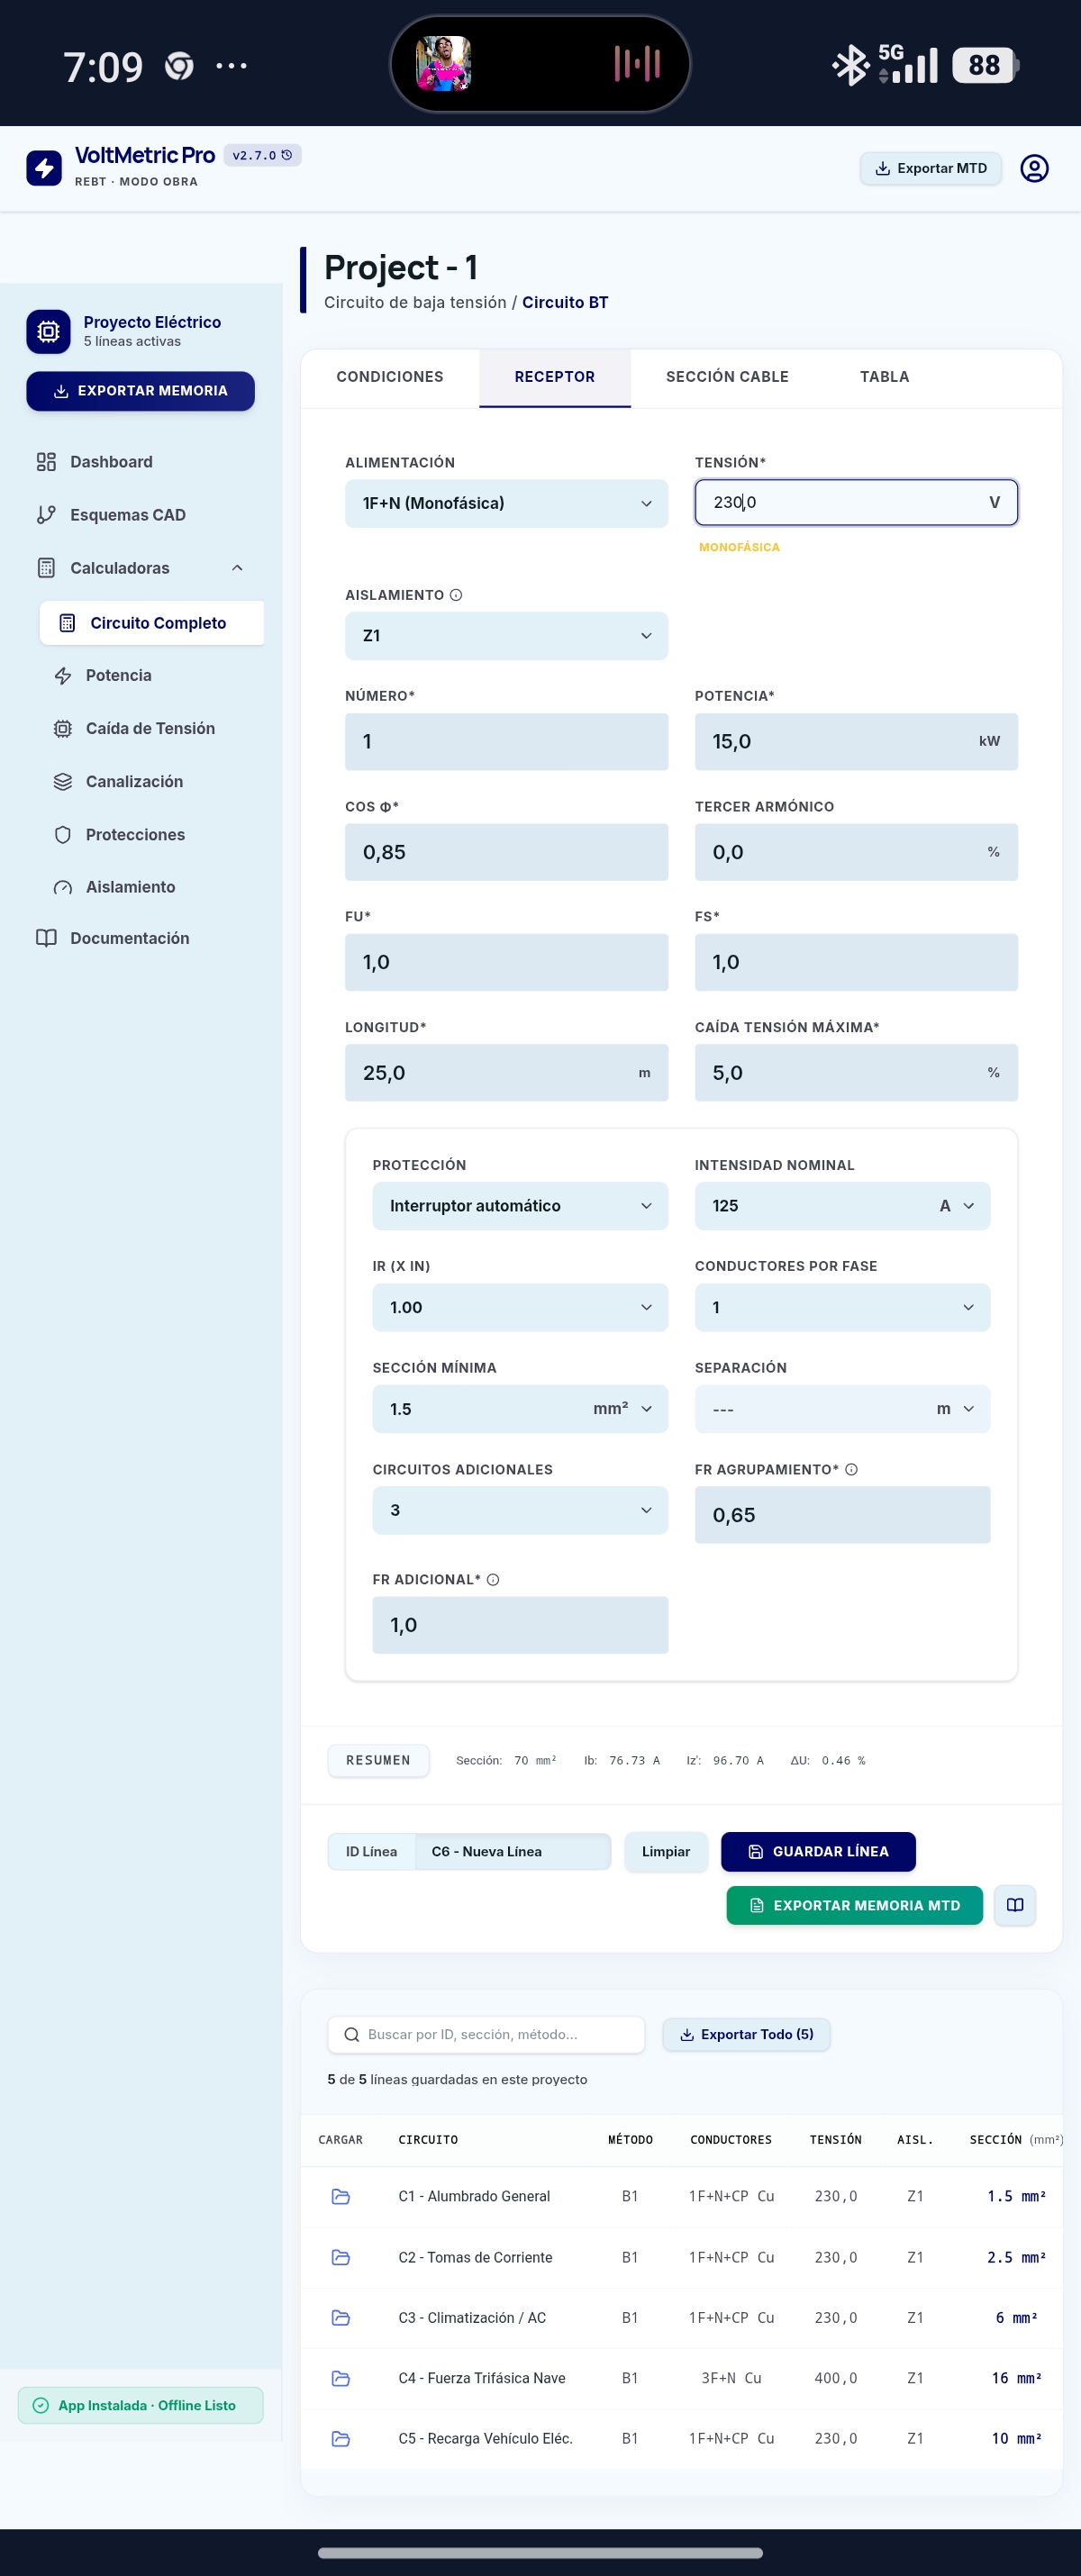 7:09
5G
88
VoltMetric Pro
v2.7.0
REBT · MODO OBRA
Exportar MTD
Project - 1
Circuito de baja tensión / Circuito BT
Proyecto Eléctrico
5 líneas activas
EXPORTAR MEMORIA
Dashboard
Esquemas CAD
Calculadoras
Circuito Completo
Potencia
Caída de Tensión
Canalización
Protecciones
Aislamiento
Documentación
App Instalada · Offline Listo
CONDICIONES
RECEPTOR
SECCIÓN CABLE
TABLA
ALIMENTACIÓN
1F+N (Monofásica)
TENSIÓN*
230,0 V
MONOFÁSICA
AISLAMIENTO
Z1
NÚMERO*
1
POTENCIA*
15,0 kW
COS Φ*
0,85
TERCER ARMÓNICO
0,0 %
FU*
1,0
FS*
1,0
LONGITUD*
25,0 m
CAÍDA TENSIÓN MÁXIMA*
5,0 %
PROTECCIÓN
Interruptor automático
INTENSIDAD NOMINAL
125 A
IR (X IN)
1.00
CONDUCTORES POR FASE
1
SECCIÓN MÍNIMA
1.5 mm²
SEPARACIÓN
--- m
CIRCUITOS ADICIONALES
3
FR AGRUPAMIENTO*
0,65
FR ADICIONAL*
1,0
RESUMEN Sección: 70 mm² Ib: 76.73 A Iz': 96.70 A ΔU: 0.46 %
ID Línea C6 - Nueva Línea Limpiar GUARDAR LÍNEA
EXPORTAR MEMORIA MTD
Buscar por ID, sección, método... Exportar Todo (5)
5 de 5 líneas guardadas en este proyecto
CARGAR CIRCUITO MÉTODO CONDUCTORES TENSIÓN AISL. SECCIÓN (mm²)
C1 - Alumbrado General B1 1F+N+CP Cu 230,0 Z1 1.5 mm²
C2 - Tomas de Corriente B1 1F+N+CP Cu 230,0 Z1 2.5 mm²
C3 - Climatización / AC B1 1F+N+CP Cu 230,0 Z1 6 mm²
C4 - Fuerza Trifásica Nave B1 3F+N Cu 400,0 Z1 16 mm²
C5 - Recarga Vehículo Eléc. B1 1F+N+CP Cu 230,0 Z1 10 mm²